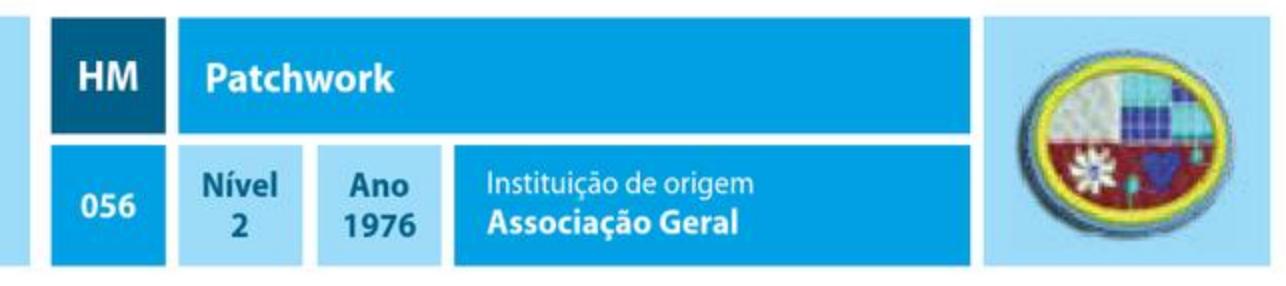 HM
Patchwork
056
Nível
2
Ano
1976
Instituição de origem
Associação Geral